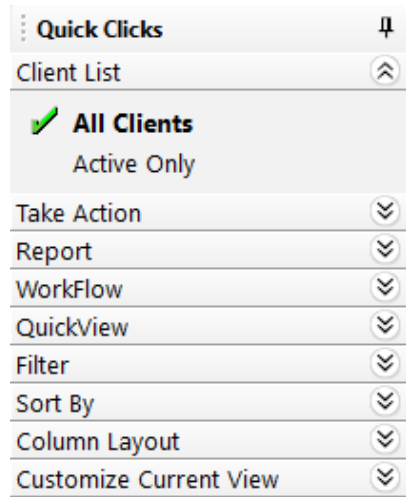 Quick Clicks
Client List
All Clients
Active Only
Take Action
Report
WorkFlow
QuickView
Filter
Sort By
Column Layout
Customize Current View